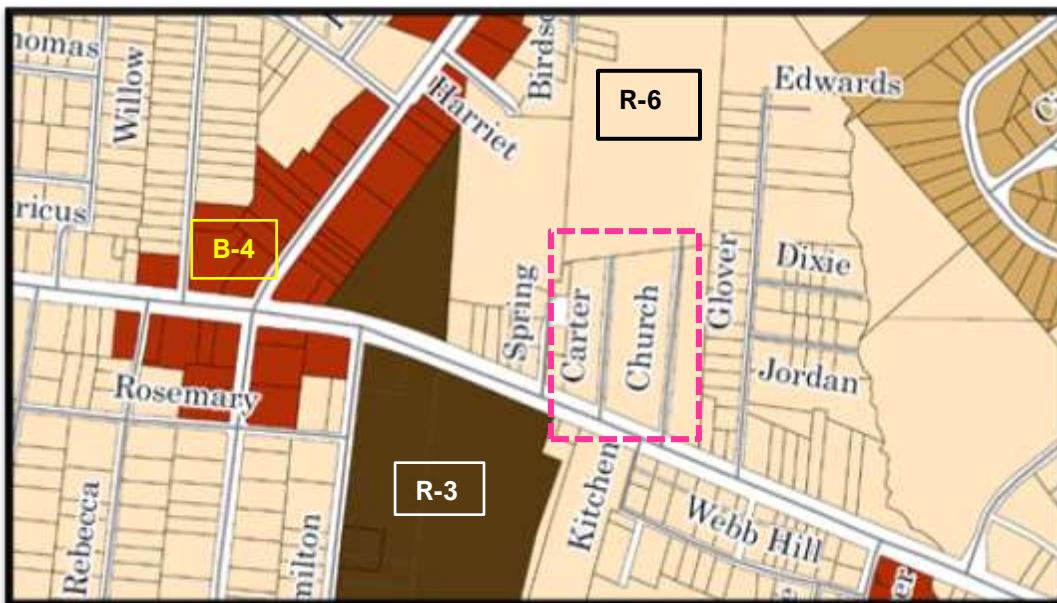 homas
Willow
ricus
Harriet
Birdso
R-6
Edwards
B-4
Spring
Carter
Church
Glover
Dixie
Jordan
Rosemary
R-3
Rebecca
milton
Kitchen
Webb Hill
er